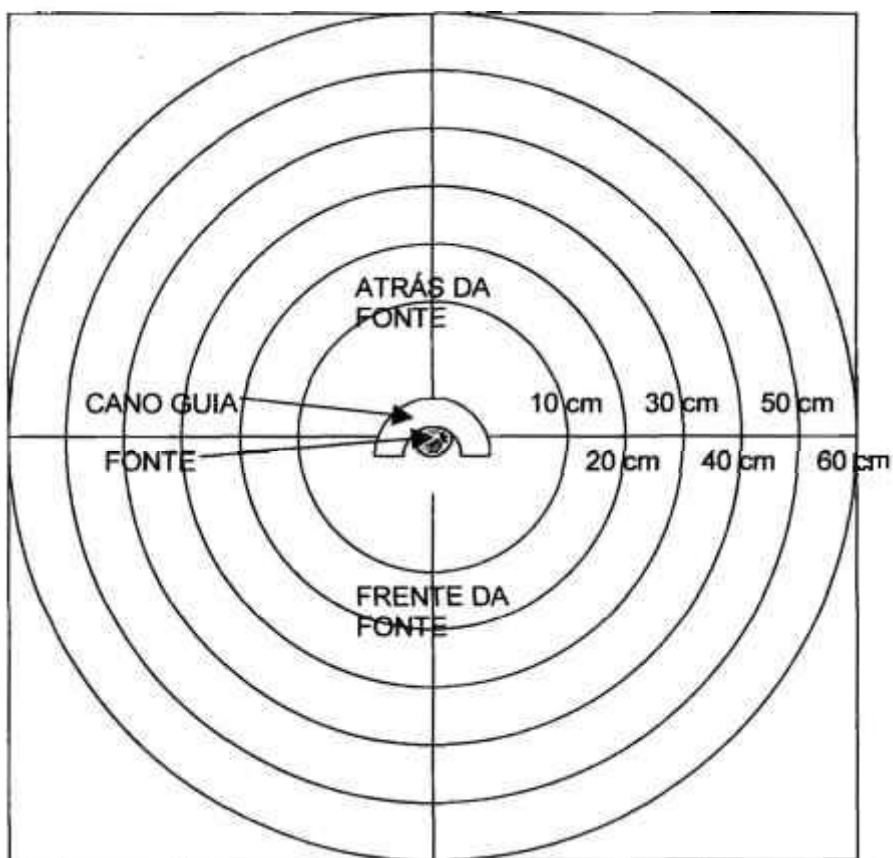 ATRÁS DA
FONTE
CANO GUIA
10 cm
30 cm
50 cm
FONTE
20 cm
40 cm
60 cm
FRENTE DA
FONTE